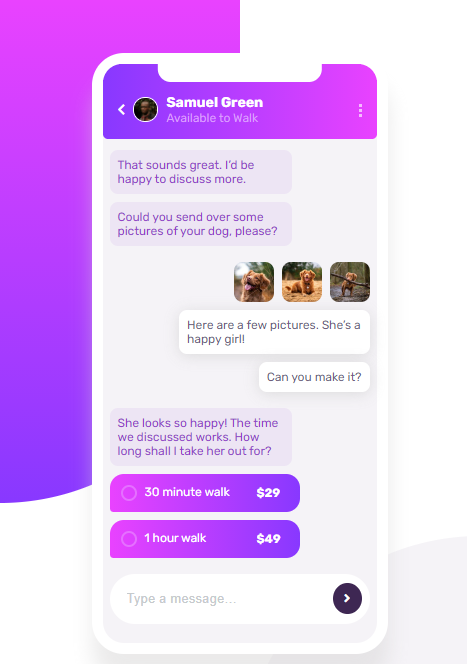 Samuel Green
Available to Walk
That sounds great. I'd be
happy to discuss more.
Could you send over some
pictures of your dog, please?
Here are a few pictures. She's a
happy girl!
Can you make it?
She looks so happy! The time
we discussed works. How
long shall I take her out for?
30 minute walk $29
1 hour walk $49
Type a message…